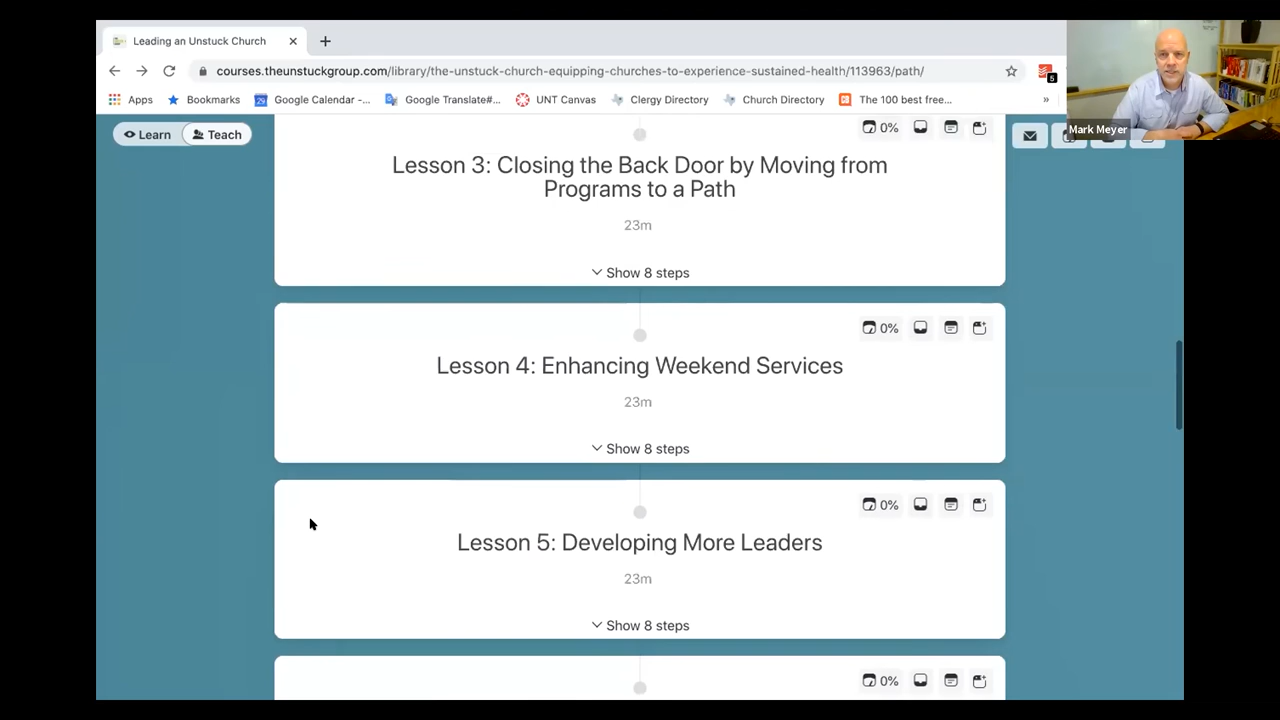 Leading an Unstuck Church
courses.theunstuckgroup.com/library/the-unstuck-church-equipping-churches-to-experience-sustained-health/113963/path/
5
Apps Bookmarks Google Calendar -... Google Translate#... UNT Canvas Clergy Directory Church Directory The 100 best free... »
Mark Meyer
Learn Teach
0%
Lesson 3: Closing the Back Door by Moving from
Programs to a Path
23m
Show 8 steps
0%
Lesson 4: Enhancing Weekend Services
23m
Show 8 steps
0%
Lesson 5: Developing More Leaders
23m
Show 8 steps
0%